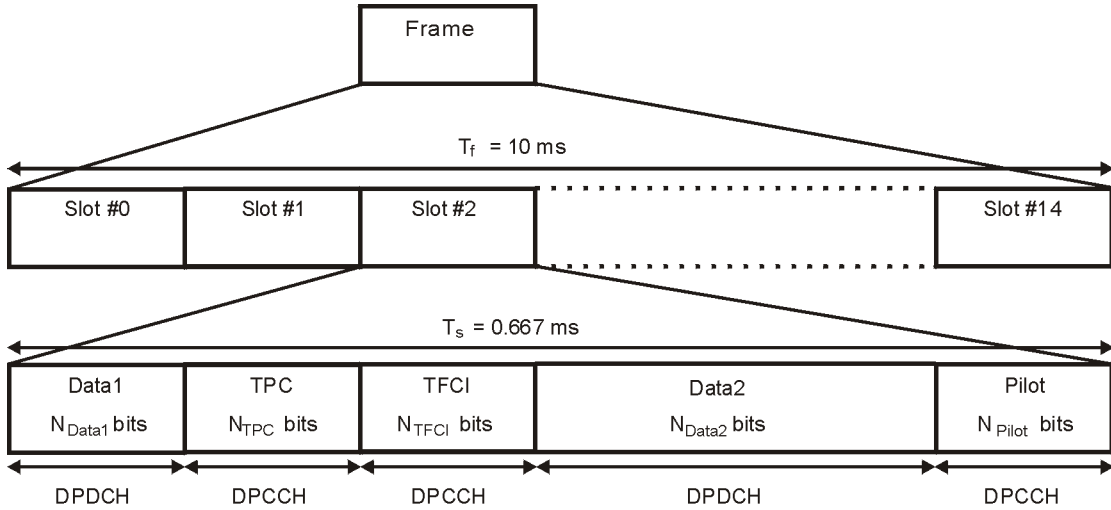 Frame
Tf = 10 ms
Slot #0 Slot #1 Slot #2 Slot #14
Ts = 0.667 ms
Data1 TPC TFCI Data2 Pilot
NData1 bits NTPC bits NTFCI bits NData2 bits NPilot bits
DPDCH DPCCH DPCCH DPDCH DPCCH